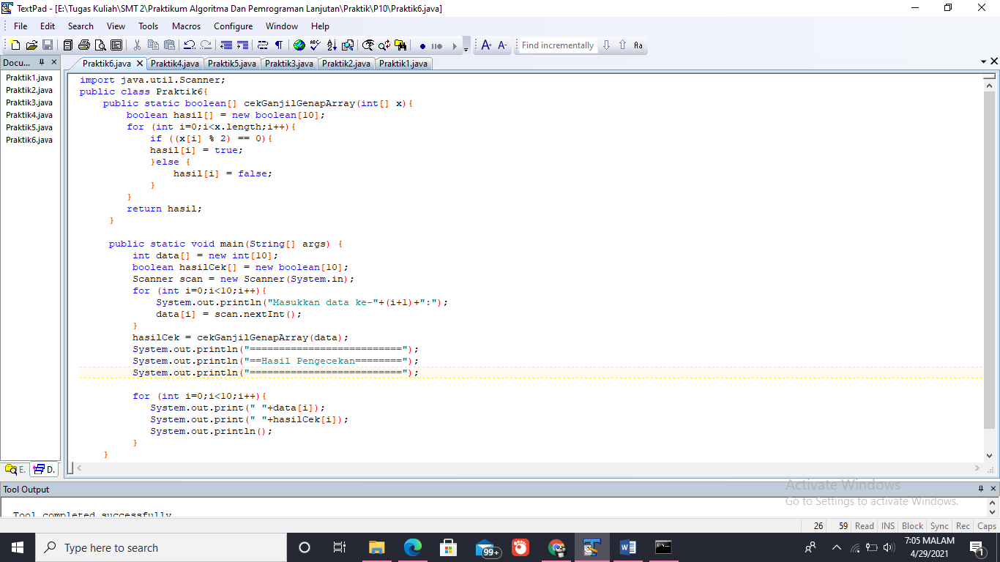 TextPad - [E:\Tugas Kuliah\SMT 2\Praktikum Algoritma Dan Pemrograman Lanjutan\Praktik\P10\Praktik6.java]
File Edit Search View Tools Macros Configure Window Help
Find incrementally
Aa
Docu...
Praktik6.java Praktik4.java Praktik5.java Praktik3.java Praktik2.java Praktik1.java
Praktik1.java
Praktik2.java
Praktik3.java
Praktik4.java
Praktik5.java
Praktik6.java
import java.util.Scanner;
public class Praktik6{
    public static boolean[] cekGanjilGenapArray(int[] x){
        boolean hasil[] = new boolean[10];
        for (int i=0;i<x.length;i++){
            if ((x[i] % 2) == 0){
            hasil[i] = true;
            }else {
                hasil[i] = false;
            }
        }
        return hasil;
     }
     public static void main(String[] args) {
         int data[] = new int[10];
         boolean hasilCek[] = new boolean[10];
         Scanner scan = new Scanner(System.in);
         for (int i=0;i<10;i++){
             System.out.println("Masukkan data ke-"+(i+1)+":");
             data[i] = scan.nextInt();
         }
         hasilCek = cekGanjilGenapArray(data);
         System.out.println("==========================");
         System.out.println("==Hasil Pengecekan========");
         System.out.println("==========================");
         for (int i=0;i<10;i++){
            System.out.print(" "+data[i]);
            System.out.print(" "+hasilCek[i]);
            System.out.println();
         }
    }
E. D.
Tool Output
Tool completed successfully
Activate Windows
Go to Settings to activate Windows.
26 59 Read INS Block Sync Rec Caps
Type here to search
99+
7:05 MALAM
4/29/2021
1